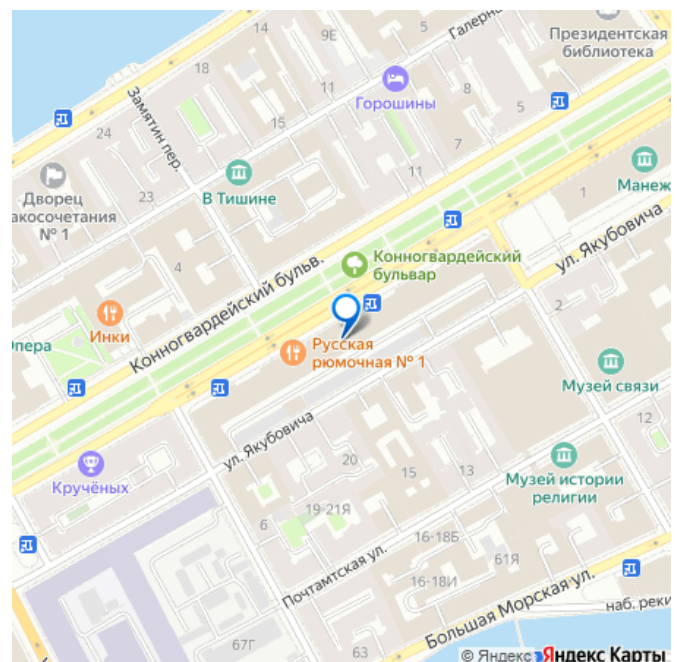 Галерная
9Е
14
Президентская
библиотека
18
11
8
5
Горошины
Замятин пер.
24
15
7
Дворец
акосочетания
№ 1
23
В Тишине
11
1
Манеж
ул. Якубовича
4
Конногвардейский
бульвар
Конногвардейский бульв.
2
Опера
Инки
Русская
рюмочная № 1
Музей связи
ул. Якубовича
12
20
15
13
Кручёных
Музей истории
религии
19-21Я
6
16-18Б
61Я
Почтамтская ул.
16-18И
Большая Морская ул.
наб. реки
67Г
63
© Яндекс Яндекс Карты